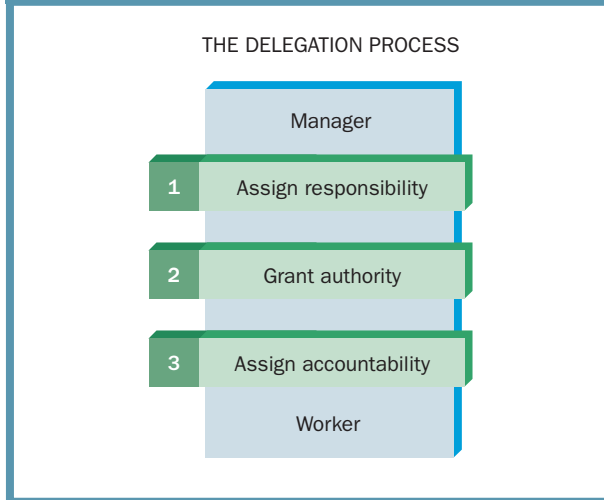 THE DELEGATION PROCESS
Manager
1 Assign responsibility
2 Grant authority
3 Assign accountability
Worker